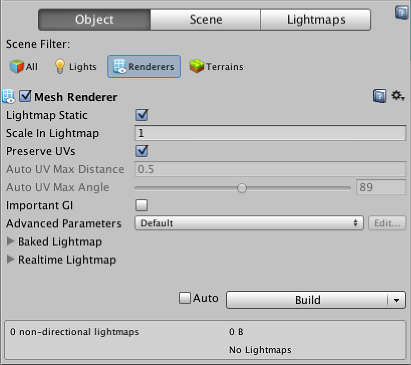 Object Scene Lightmaps
Scene Filter:
All Lights Renderers Terrains
Mesh Renderer
Lightmap Static
Scale In Lightmap 1
Preserve UVs
Auto UV Max Distance 0.5
Auto UV Max Angle 89
Important GI
Advanced Parameters Default Edit...
Baked Lightmap
Realtime Lightmap
Auto Build
0 non-directional lightmaps 0 B
No Lightmaps